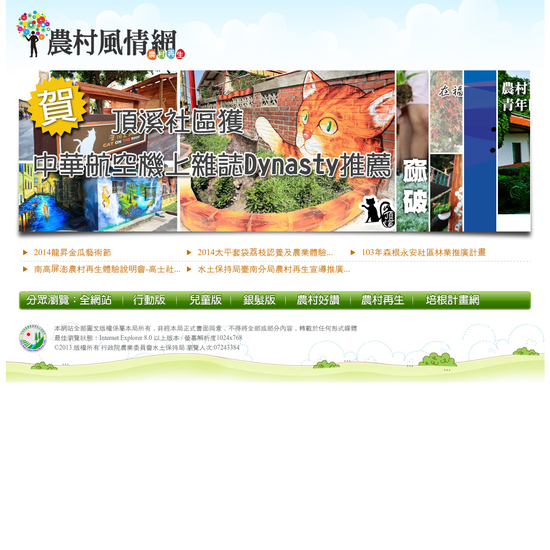 農村風情網
農村再生
賀
頂溪社區獲
中華航空機上雜誌Dynasty推薦
在福
破
農村
青年
2014龍昇金瓜藝術節
2014太平套袋荔枝認養及農業體驗...
103年森根永安社區林業推廣計畫
南高屏澎農村再生體驗說明會-高士社...
水土保持局臺南分局農村再生宣導推廣...
分眾瀏覽：全網站
行動版
兒童版
銀髮版
農村好讚
農村再生
培根計畫網
本網站全部圖文版權係屬本局所有，非經本局正式書面同意，不得將全部或部分內容，轉載於任何形式媒體
最佳瀏覽狀態：Internet Explorer 8.0 以上版本 / 螢幕解析度1024x768
©2013 版權所有 行政院農業委員會水土保持局 瀏覽人次:07243384